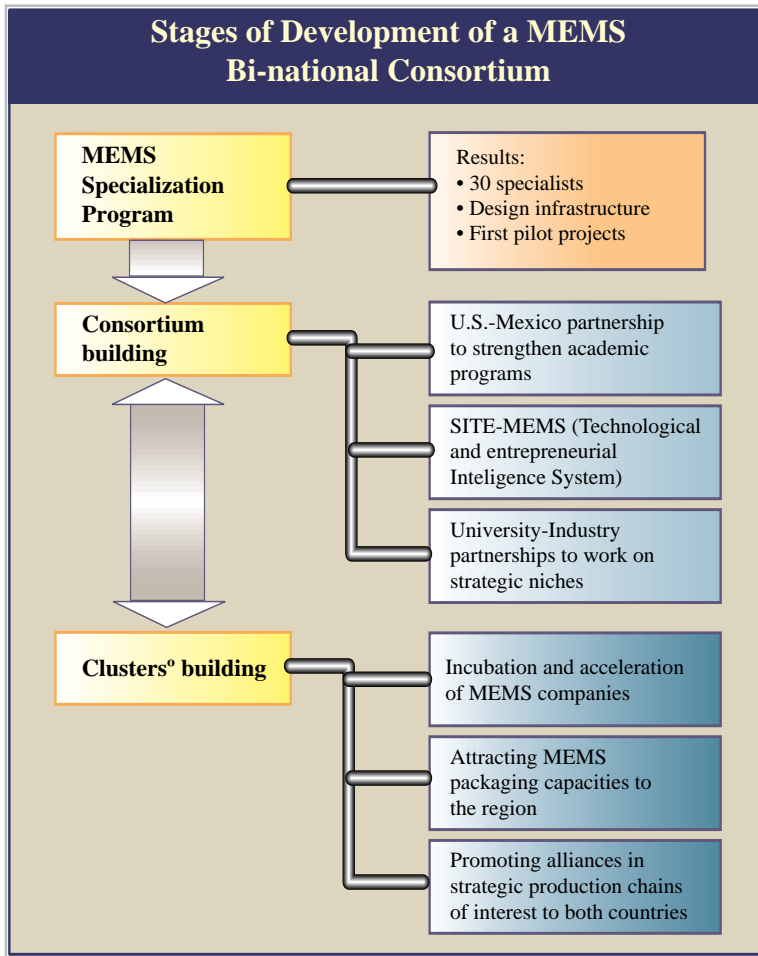 Stages of Development of a MEMS
Bi-national Consortium
MEMS
Specialization
Program
Results:
• 30 specialists
• Design infrastructure
• First pilot projects
Consortium
building
U.S.-Mexico partnership
to strengthen academic
programs
SITE-MEMS (Technological
and entrepreneurial
Inteligence System)
University-Industry
partnerships to work on
strategic niches
Clustersº building
Incubation and acceleration
of MEMS companies
Attracting MEMS
packaging capacities to
the region
Promoting alliances in
strategic production chains
of interest to both countries